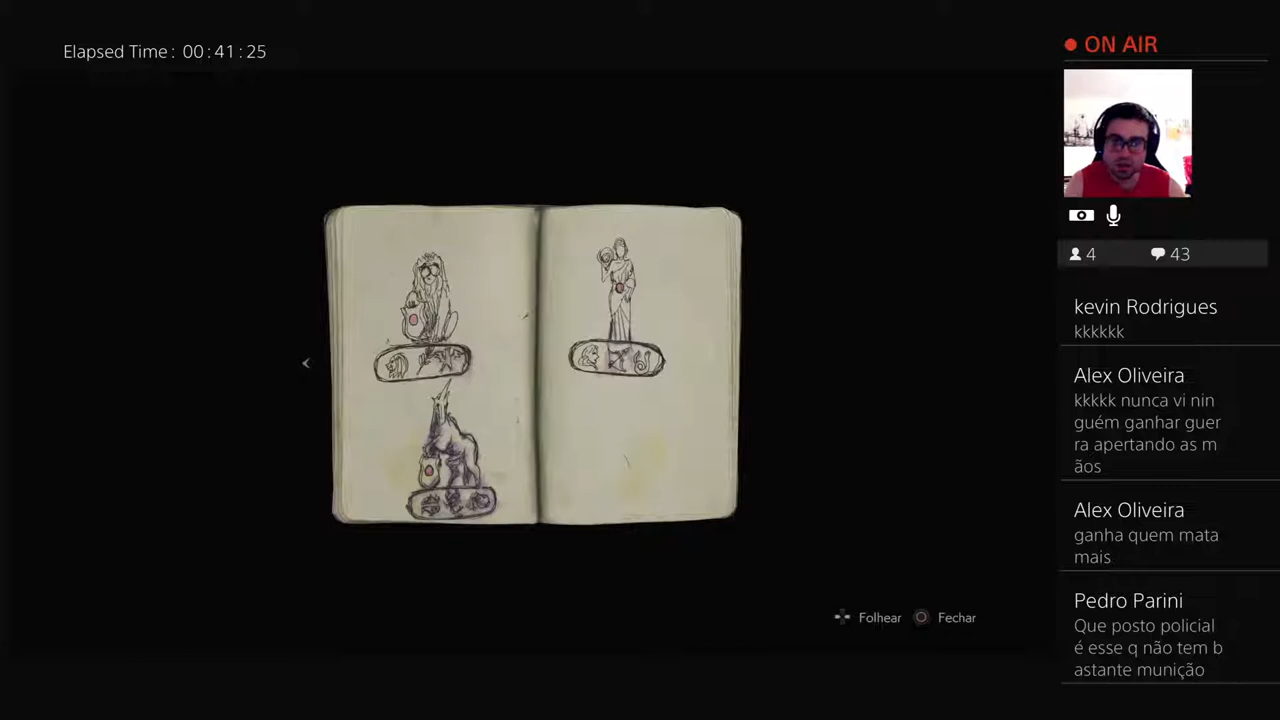 Elapsed Time: 00:41:25
ON AIR
4
43
kevin Rodrigues
kkkkkk
Alex Oliveira
kkkkk nunca vi nin
guém ganhar guer
ra apertando as m
ãos
Alex Oliveira
ganha quem mata
mais
Pedro Parini
Que posto policial
é esse q não tem b
astante munição
Folhear
Fechar